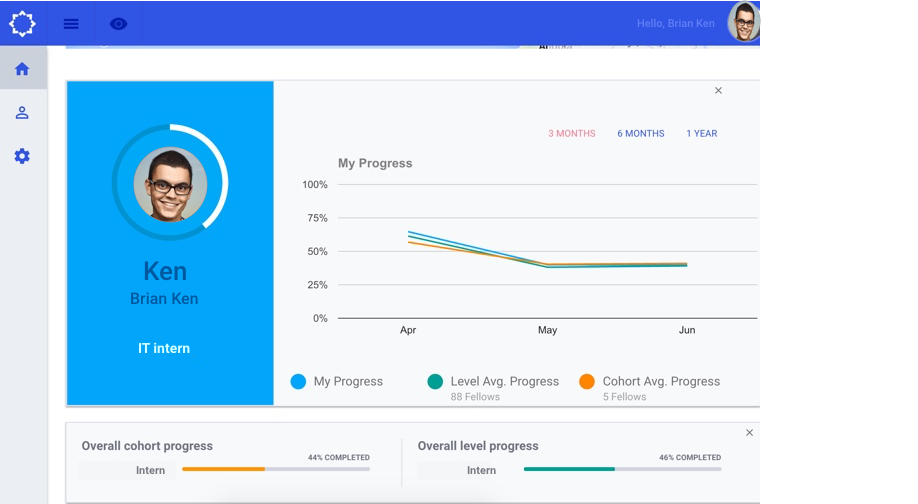 Hello, Brian Ken
3 MONTHS 6 MONTHS 1 YEAR
My Progress
100%
75%
50%
25%
0%
Apr May Jun
Ken
Brian Ken
IT intern
My Progress Level Avg. Progress Cohort Avg. Progress
88 Fellows 5 Fellows
Overall cohort progress
44% COMPLETED
Intern
Overall level progress
46% COMPLETED
Intern